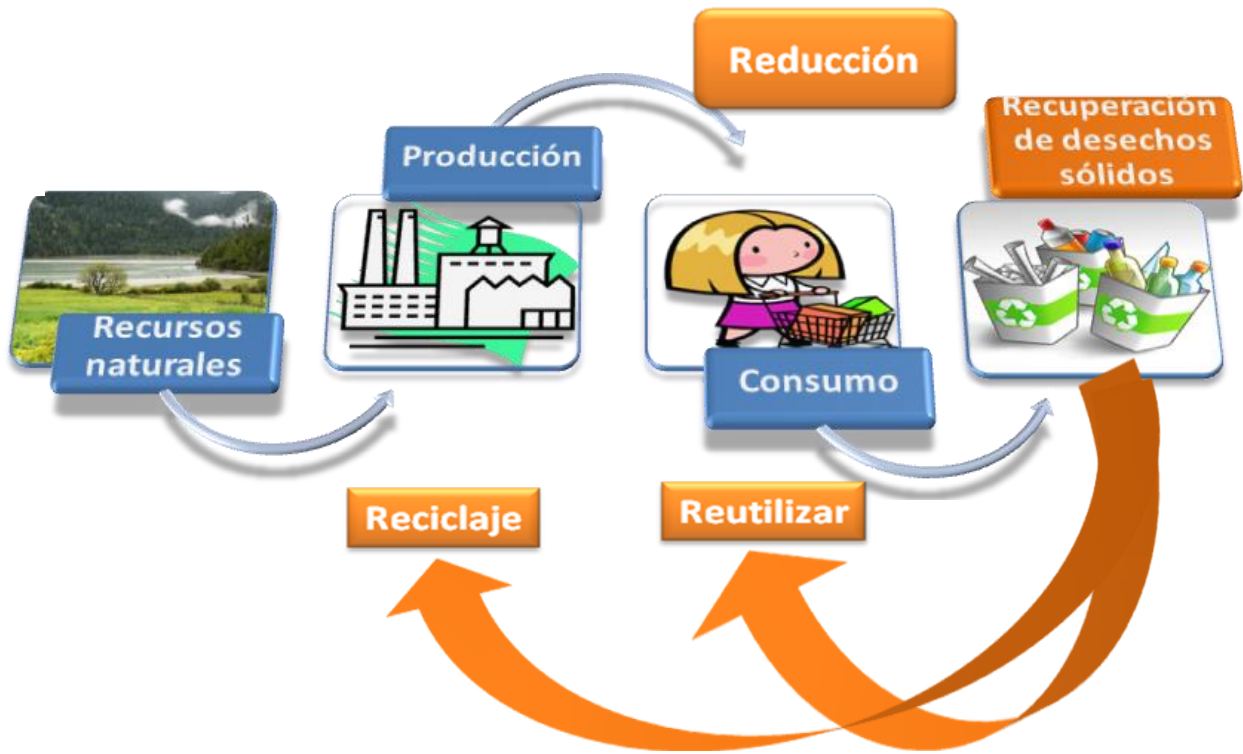 Reducción
Recuperación
de desechos
sólidos
Producción
Recursos
naturales
Consumo
Reciclaje
Reutilizar